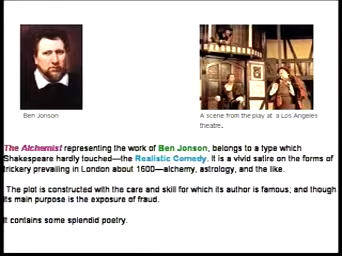 Ben Jonson
A scene from the play at a Los Angeles
theatre.
The Alchemist representing the work of Ben Jonson, belongs to a type which
Shakespeare hardly touched—the Realistic Comedy. It is a vivid satire on the forms of
trickery prevailing in London about 1600—alchemy, astrology, and the like.
The plot is constructed with the care and skill for which its author is famous; and though
its main purpose is the exposure of fraud.
It contains some splendid poetry.